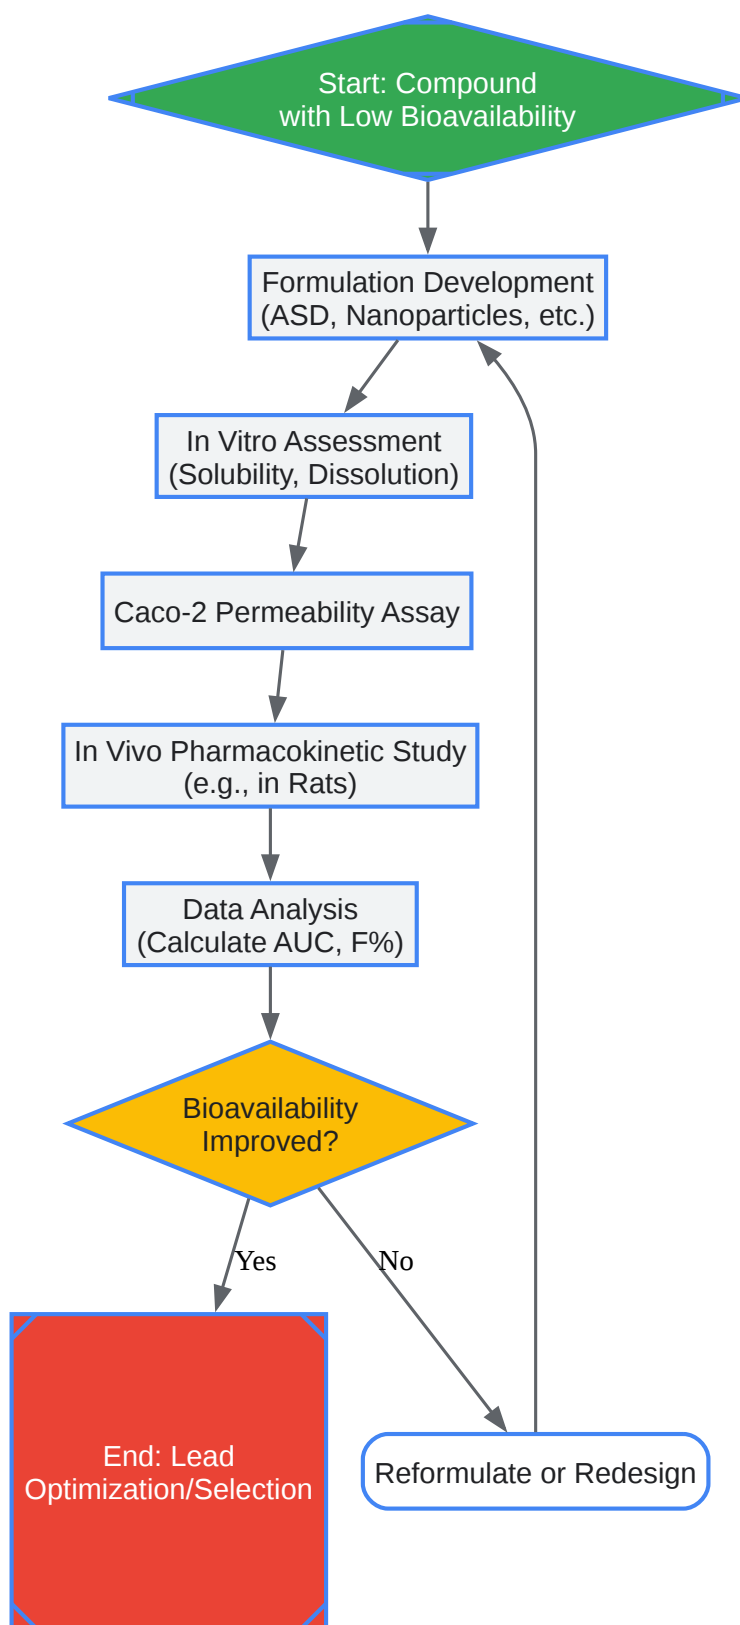 Start: Compound
with Low Bioavailability
Formulation Development
(ASD, Nanoparticles, etc.)
In Vitro Assessment
(Solubility, Dissolution)
Caco-2 Permeability Assay
In Vivo Pharmacokinetic Study
(e.g., in Rats)
Data Analysis
(Calculate AUC, F%)
Bioavailability
Improved?
Yes
No
End: Lead
Optimization/Selection
Reformulate or Redesign